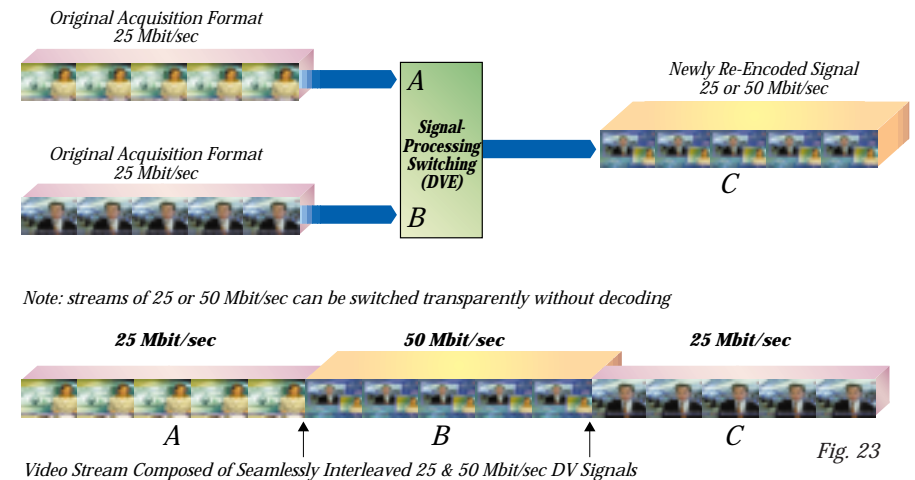 Original Acquisition Format
25 Mbit/sec
Newly Re-Encoded Signal
25 or 50 Mbit/sec
A
Signal-
Processing
Switching
(DVE)
Original Acquisition Format
25 Mbit/sec
B
C
Note: streams of 25 or 50 Mbit/sec can be switched transparently without decoding
25 Mbit/sec
50 Mbit/sec
25 Mbit/sec
A
B
C
Fig. 23
Video Stream Composed of Seamlessly Interleaved 25 & 50 Mbit/sec DV Signals